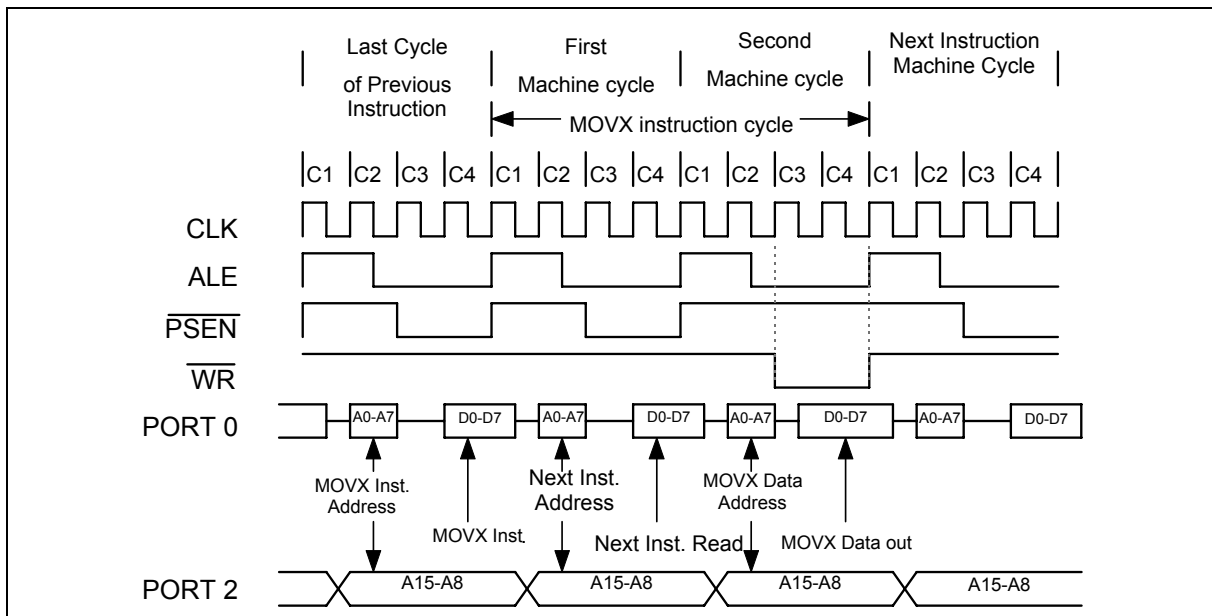 Last Cycle
of Previous
Instruction
First
Machine cycle
Second
Machine cycle
Next Instruction
Machine Cycle
MOVX instruction cycle
C1 C2 C3 C4 C1 C2 C3 C4 C1 C2 C3 C4 C1 C2 C3 C4
CLK
ALE
PSEN
WR
PORT 0
A0-A7 D0-D7 A0-A7 D0-D7 A0-A7 D0-D7 A0-A7 D0-D7
MOVX Inst.
Address
MOVX Inst.
Next Inst.
Address
Next Inst. Read
MOVX Data
Address
MOVX Data out
PORT 2
A15-A8 A15-A8 A15-A8 A15-A8